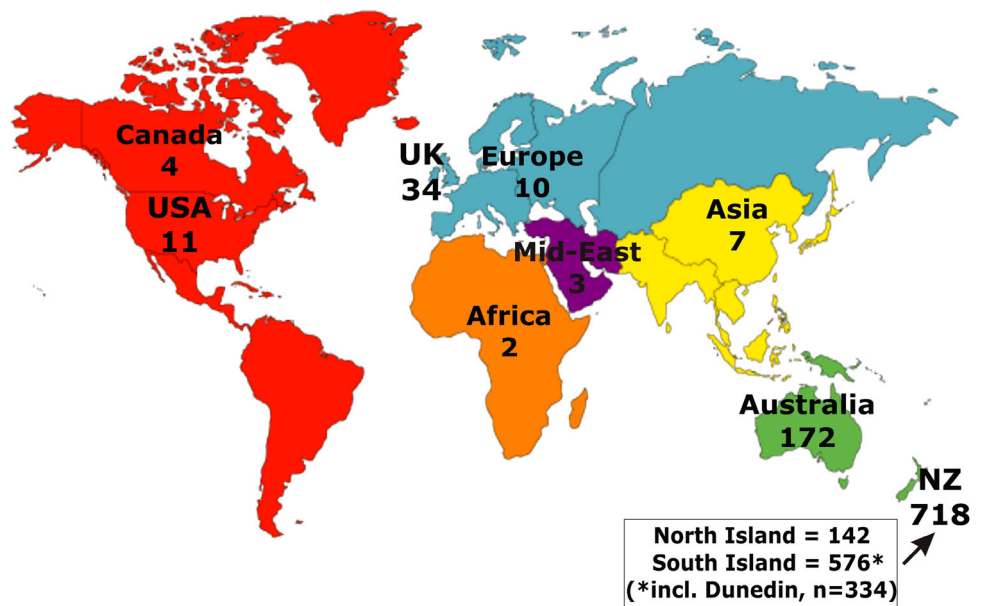 Canada
4
USA
11
UK
34
Europe
10
Asia
7
Mid-East
3
Africa
2
Australia
172
NZ
718
North Island = 142
South Island = 576*
(*incl. Dunedin, n=334)